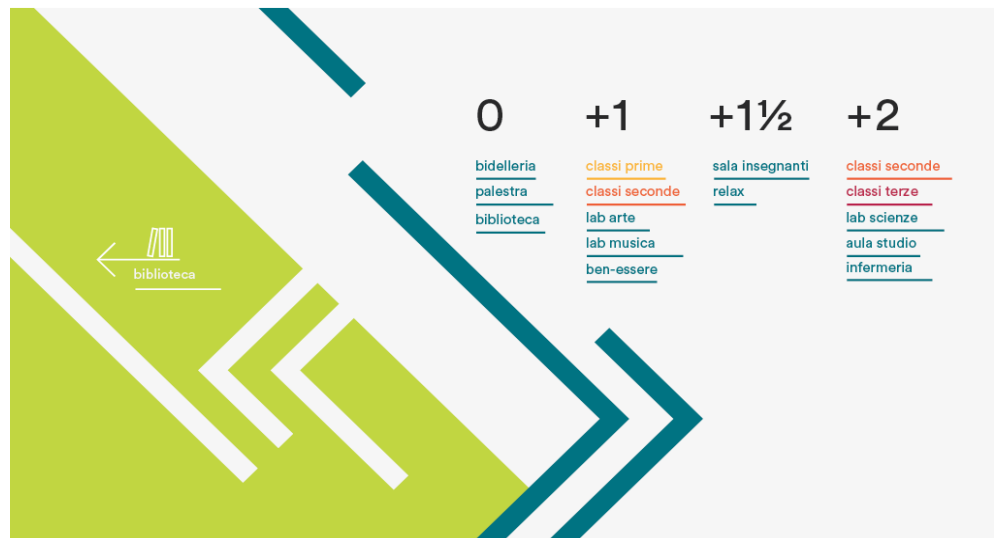 0
bidelleria
palestra
biblioteca
+1
classi prime
classi seconde
lab arte
lab musica
ben-essere
+1½
sala insegnanti
relax
+2
classi seconde
classi terze
lab scienze
aula studio
infermeria
biblioteca